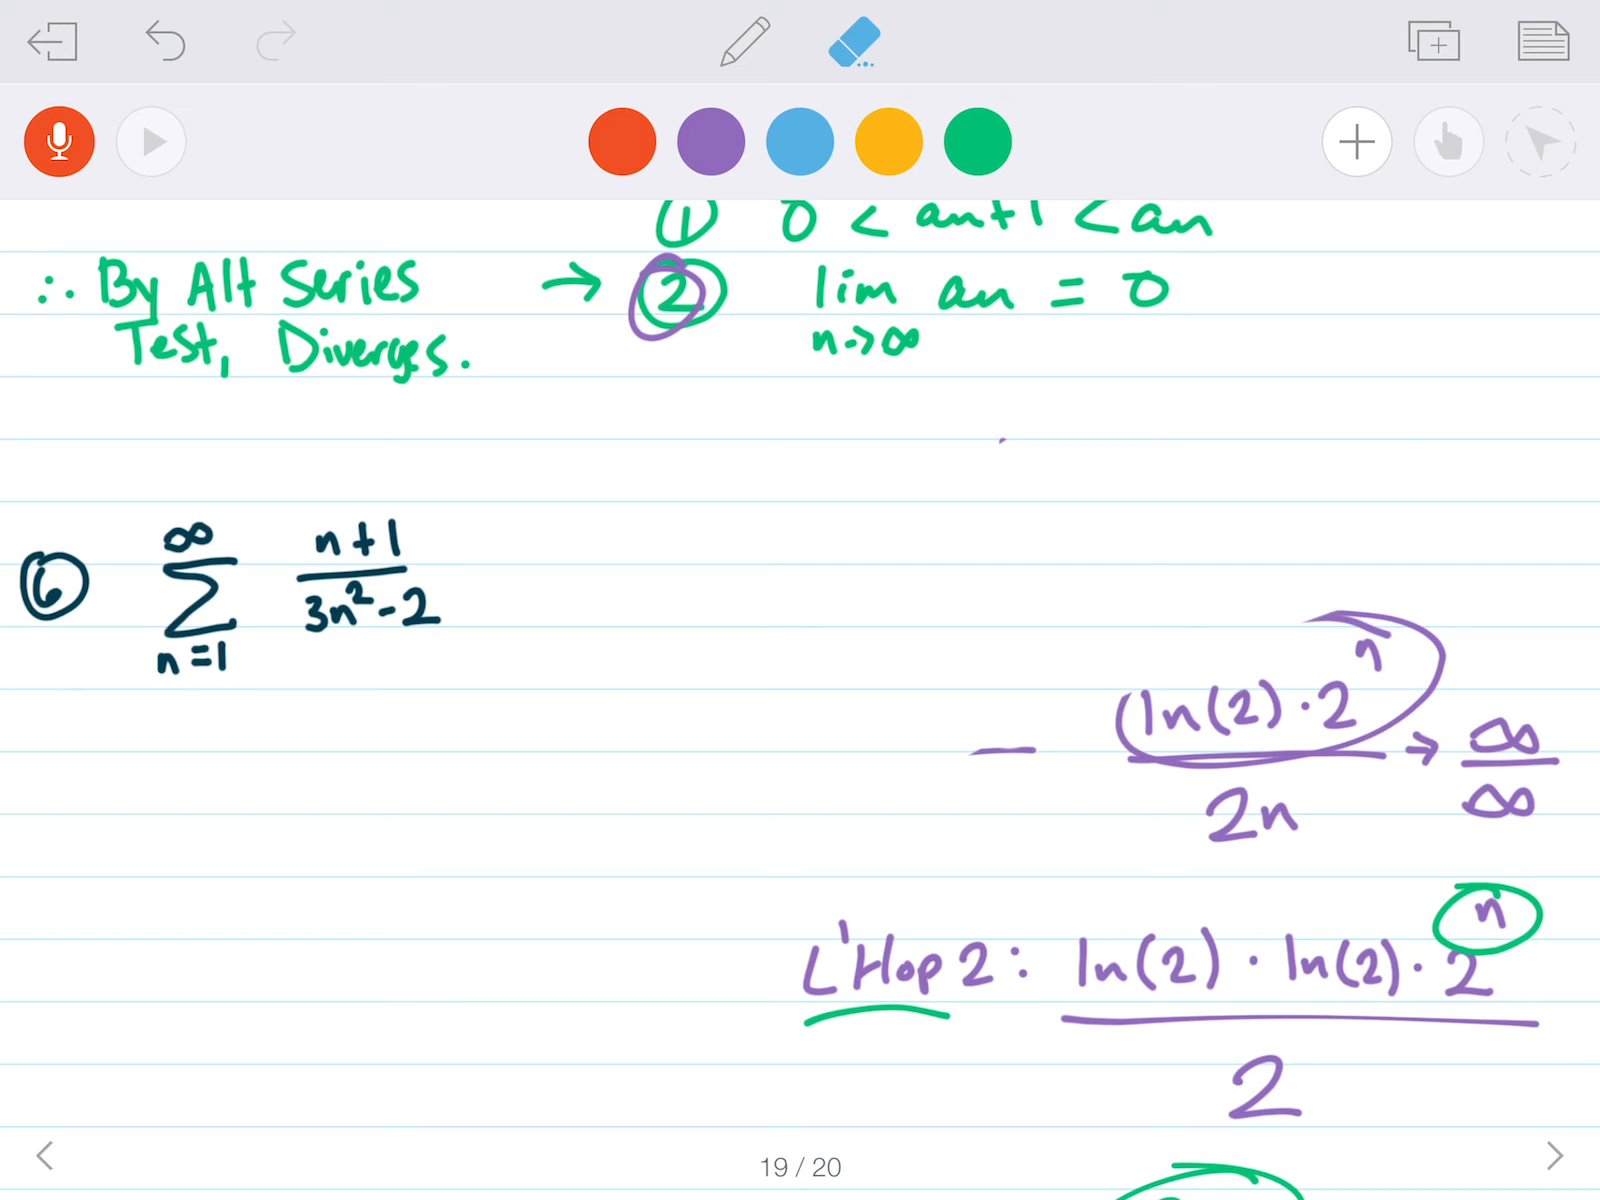 ① 0 < an+1 < an
∴ By Alt Series → ② lim an = 0
n→∞
Test, Diverges.
⑥ ∞ Σ n=1 n+1 / 3n²-2
— (ln(2)·2ⁿ / 2n → ∞ / ∞
L'Hop 2: ln(2) · ln(2) · 2ⁿ / 2
19 / 20